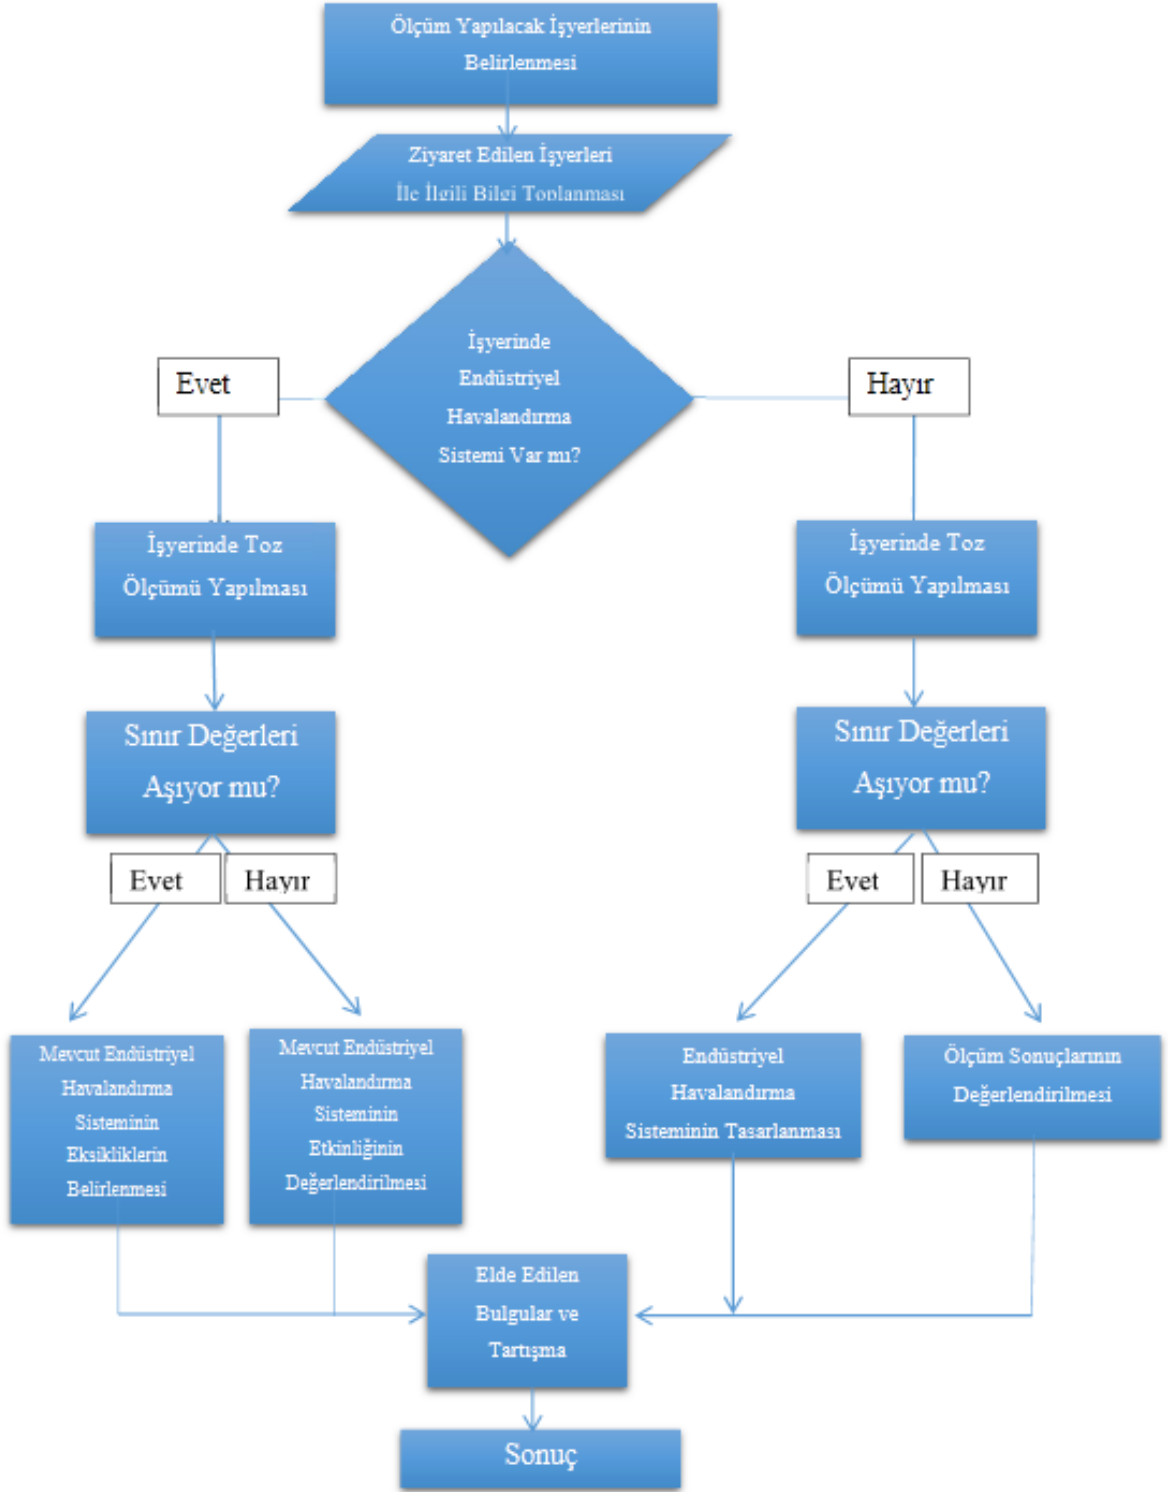 Ölçüm Yapılacak İşyerlerinin
Belirlenmesi
Ziyaret Edilen İşyerleri
İle İlgili Bilgi Toplanması
İşyerinde
Endüstriyel
Havalandırma
Sistemi Var mı?
Evet
Hayır
İşyerinde Toz
Ölçümü Yapılması
İşyerinde Toz
Ölçümü Yapılması
Sınır Değerleri
Aşıyor mu?
Sınır Değerleri
Aşıyor mu?
Evet
Hayır
Evet
Hayır
Mevcut Endüstriyel
Havalandırma
Sisteminin
Eksikliklerin
Belirlenmesi
Mevcut Endüstriyel
Havalandırma
Sisteminin
Etkinliğinin
Değerlendirilmesi
Endüstriyel
Havalandırma
Sisteminin Tasarlanması
Ölçüm Sonuçlarının
Değerlendirilmesi
Elde Edilen
Bulgular ve
Tartışma
Sonuç